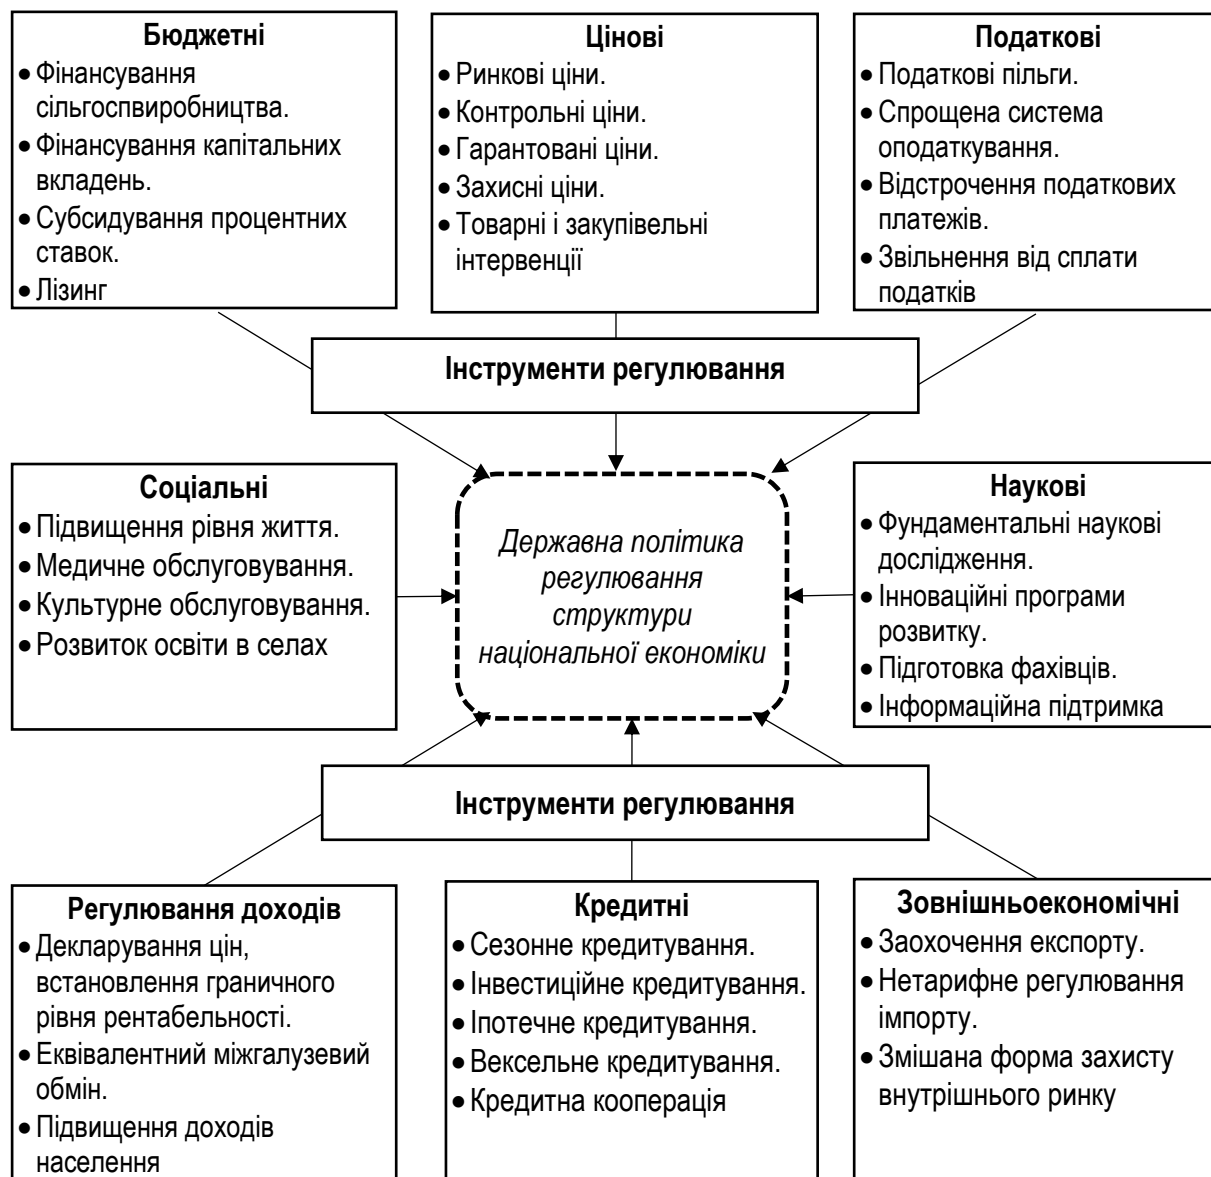 Бюджетні
• Фінансування
сільгоспвиробництва.
• Фінансування капітальних
вкладень.
• Субсидування процентних
ставок.
• Лізинг
Цінові
• Ринкові ціни.
• Контрольні ціни.
• Гарантовані ціни.
• Захисні ціни.
• Товарні і закупівельні
інтервенції
Податкові
• Податкові пільги.
• Спрощена система
оподаткування.
• Відстрочення податкових
платежів.
• Звільнення від сплати
податків
Інструменти регулювання
Соціальні
• Підвищення рівня життя.
• Медичне обслуговування.
• Культурне обслуговування.
• Розвиток освіти в селах
Державна політика
регулювання
структури
національної економіки
Наукові
• Фундаментальні наукові
дослідження.
• Інноваційні програми
розвитку.
• Підготовка фахівців.
• Інформаційна підтримка
Інструменти регулювання
Регулювання доходів
• Декларування цін,
встановлення граничного
рівня рентабельності.
• Еквівалентний міжгалузевий
обмін.
• Підвищення доходів
населення
Кредитні
• Сезонне кредитування.
• Інвестиційне кредитування.
• Іпотечне кредитування.
• Вексельне кредитування.
• Кредитна кооперація
Зовнішньоекономічні
• Заохочення експорту.
• Нетарифне регулювання
імпорту.
• Змішана форма захисту
внутрішнього ринку